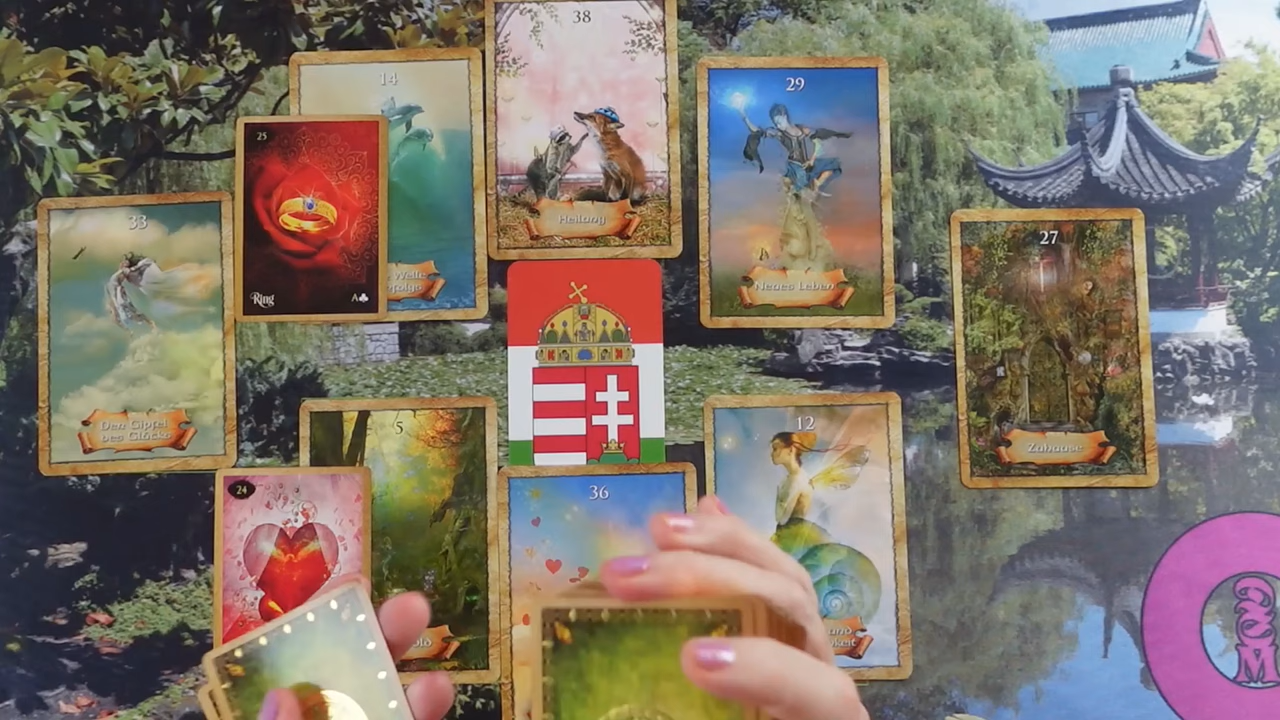 38
14
29
Heilung
25
33
Neues Leben
27
Ring
A♣
Welle
Den Gipfel
des Glücks
Zuhause
5
12
24
36
und